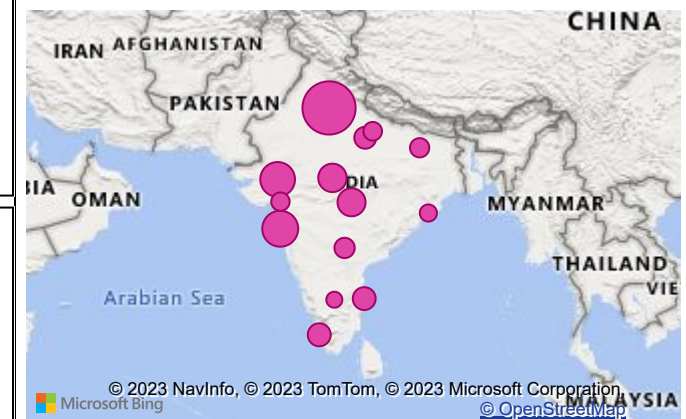 CHINA
IRAN AFGHANISTAN
PAKISTAN
DIA
IA OMAN
MYANMAR
THAILAND
VIE
Arabian Sea
© 2023 NavInfo, © 2023 TomTom, © 2023 Microsoft Corporation
Microsoft Bing
© OpenStreetMap
MALAYSIA